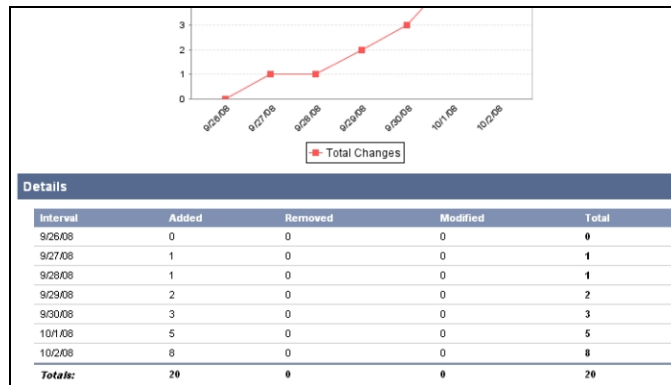 3
2
1
0
9/26/08 9/27/08 9/28/08 9/29/08 9/30/08 10/1/08 10/2/08
Total Changes
Details
Interval Added Removed Modified Total
9/26/08 0 0 0 0
9/27/08 1 0 0 1
9/28/08 1 0 0 1
9/29/08 2 0 0 2
9/30/08 3 0 0 3
10/1/08 5 0 0 5
10/2/08 8 0 0 8
Totals: 20 0 0 20